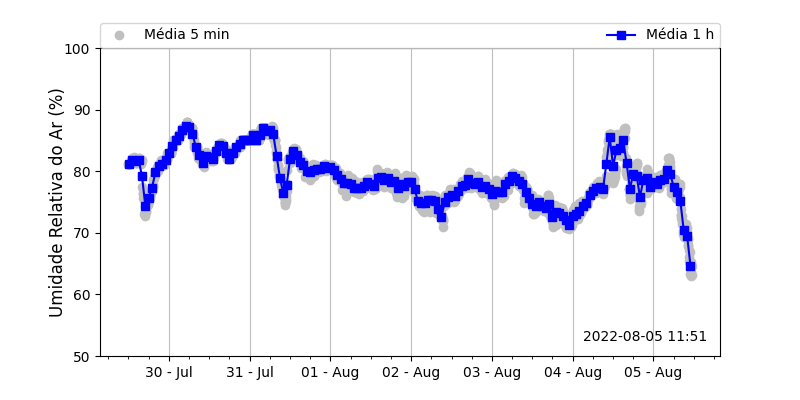 Média 5 min
Média 1 h
Umidade Relativa do Ar (%)
100
90
80
70
60
50
2022-08-05 11:51
30 - Jul
31 - Jul
01 - Aug
02 - Aug
03 - Aug
04 - Aug
05 - Aug